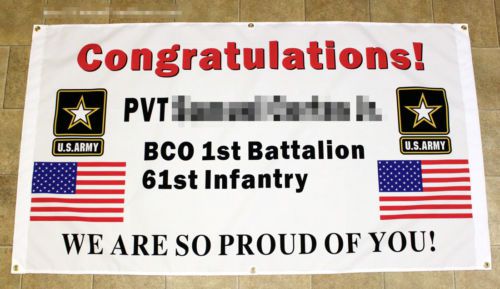 Congratulations!
PVT
BCO 1st Battalion
61st Infantry
U.S.ARMY
U.S.ARMY
WE ARE SO PROUD OF YOU!